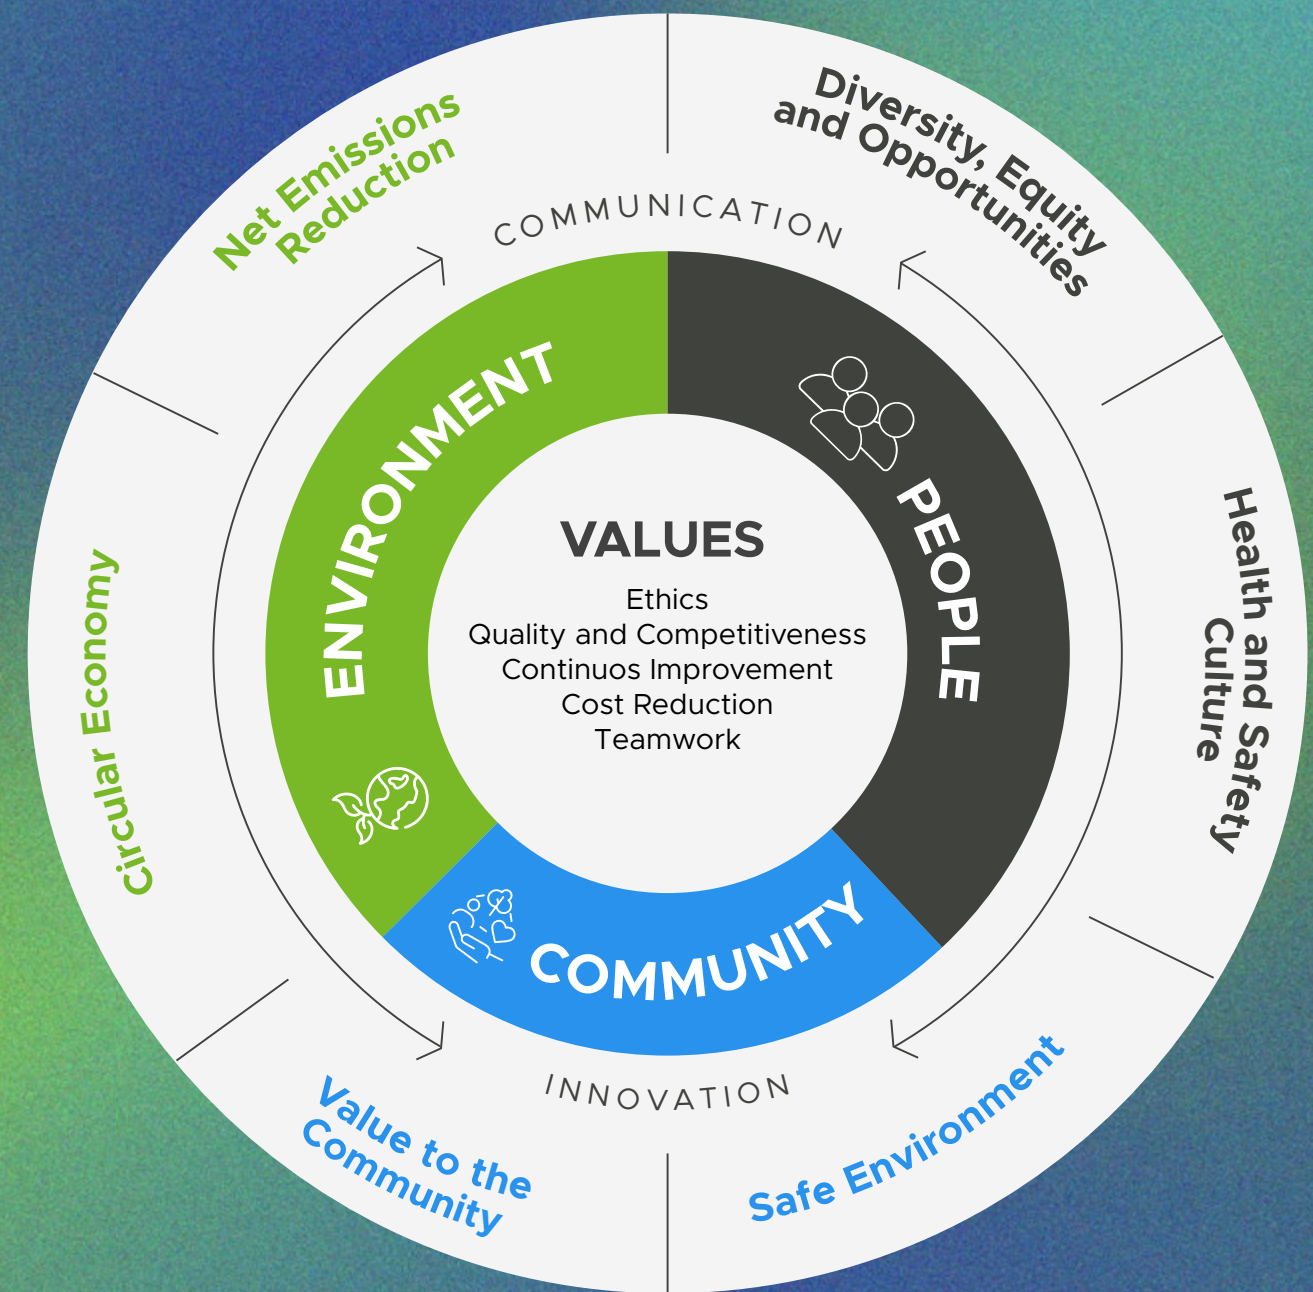 Net Emissions
Reduction
Diversity, Equity
and Opportunities
COMMUNICATION
ENVIRONMENT
PEOPLE
VALUES
Ethics
Quality and Competitiveness
Continuos Improvement
Cost Reduction
Teamwork
Health and Safety
Culture
Circular Economy
COMMUNITY
INNOVATION
Value to the
Community
Safe Environment